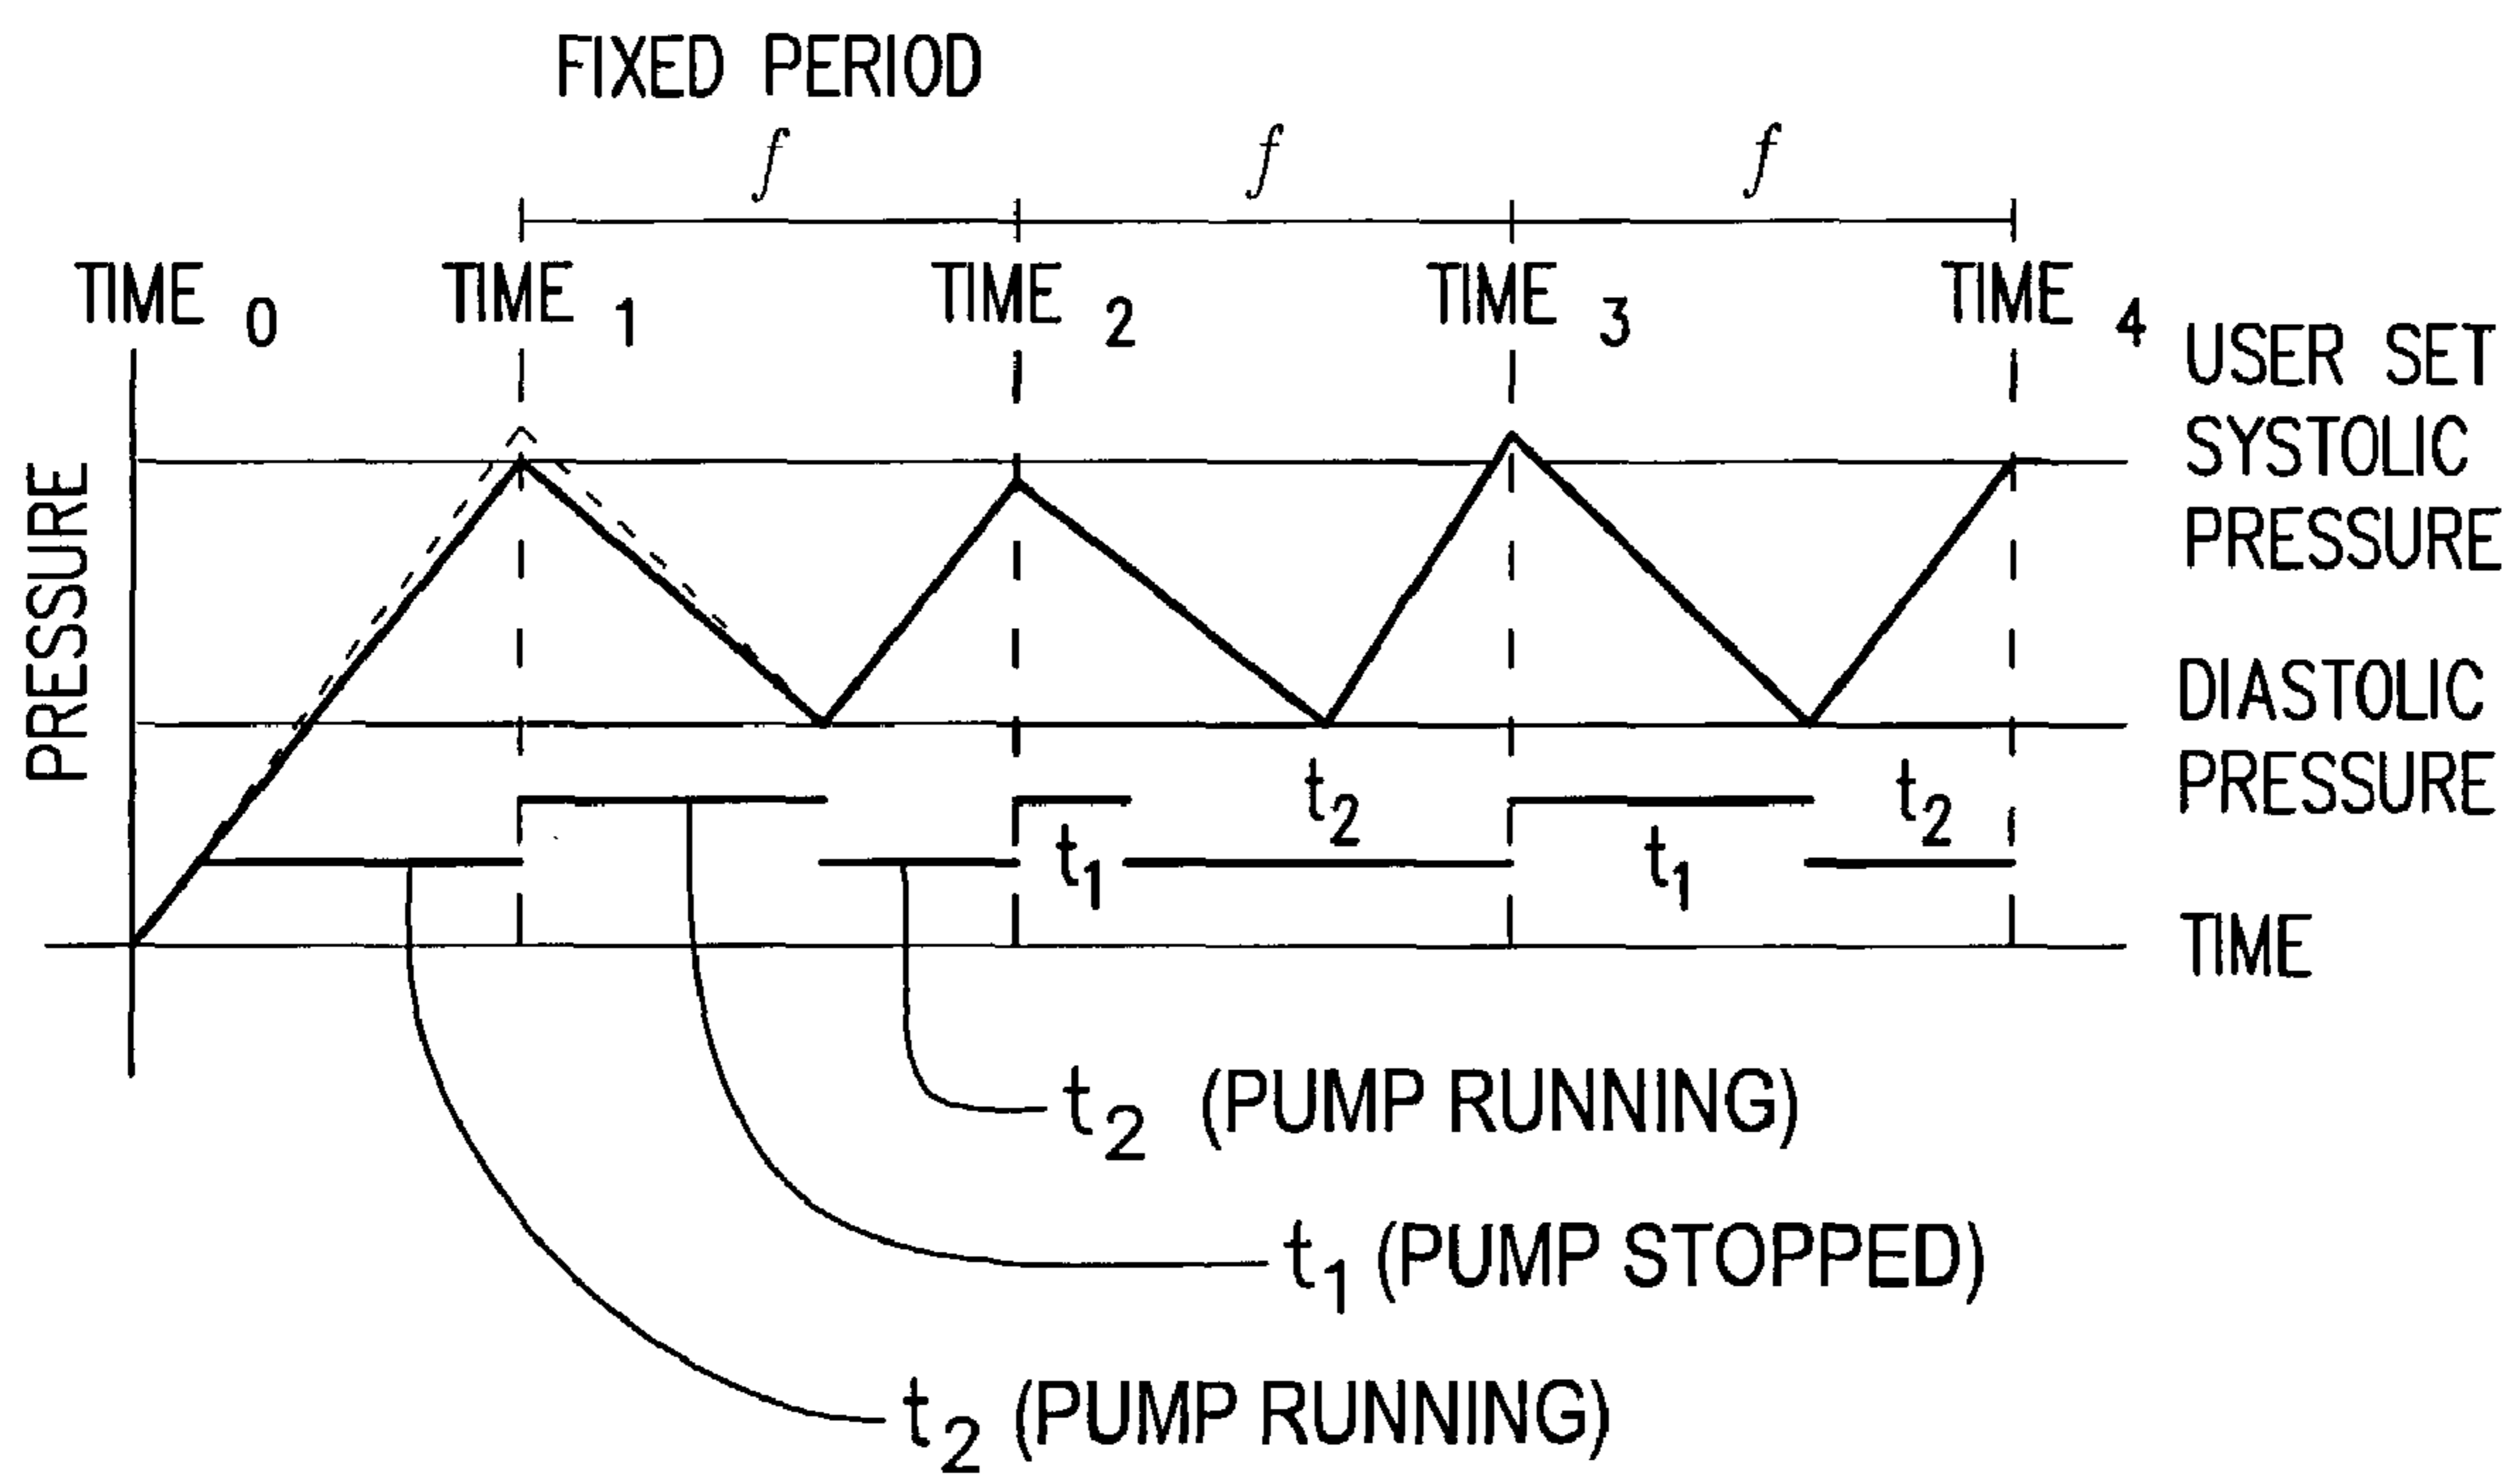 FIXED PERIOD
f f f
TIME 0 TIME 1 TIME 2 TIME 3 TIME 4
USER SET
SYSTOLIC
PRESSURE
PRESSURE
DIASTOLIC
PRESSURE
t2 t2
t1 t1
TIME
t2 (PUMP RUNNING)
t1 (PUMP STOPPED)
t2 (PUMP RUNNING)